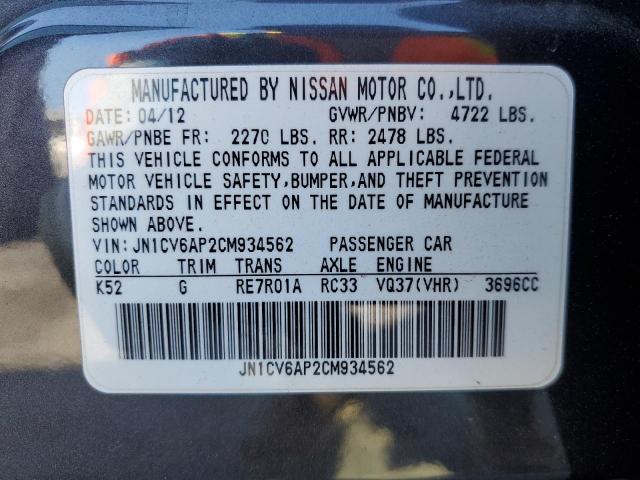 MANUFACTURED BY NISSAN MOTOR CO.,LTD.
DATE: 04/12 GVWR/PNBV: 4722 LBS.
GAWR/PNBE FR: 2270 LBS. RR: 2478 LBS.
THIS VEHICLE CONFORMS TO ALL APPLICABLE FEDERAL
MOTOR VEHICLE SAFETY,BUMPER,AND THEFT PREVENTION
STANDARDS IN EFFECT ON THE DATE OF MANUFACTURE
SHOWN ABOVE.
VIN:JN1CV6AP2CM934562 PASSENGER CAR
COLOR TRIM TRANS AXLE ENGINE
K52 G RE7R01A RC33 VQ37(VHR) 3696CC
JN1CV6AP2CM934562